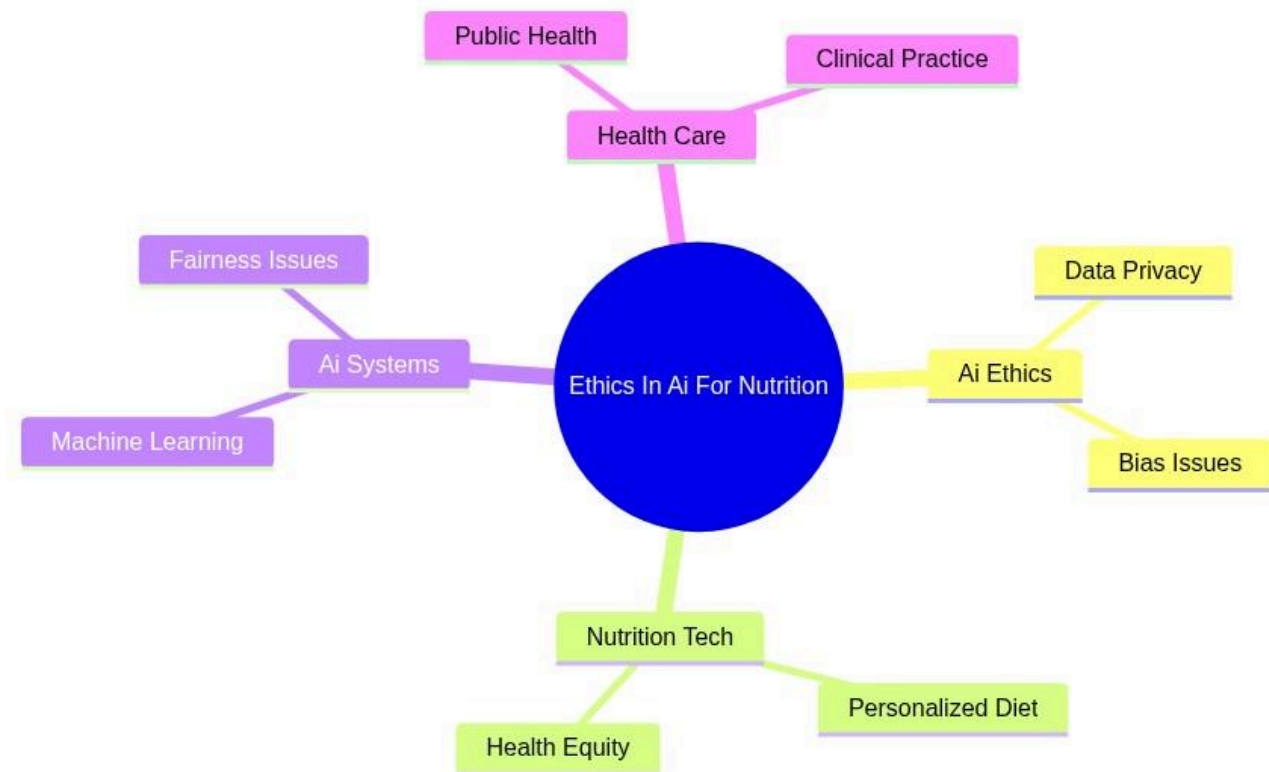 Public Health
Clinical Practice
Health Care
Fairness Issues
Data Privacy
Ai Systems
Ethics In Ai For Nutrition
Ai Ethics
Machine Learning
Bias Issues
Nutrition Tech
Personalized Diet
Health Equity